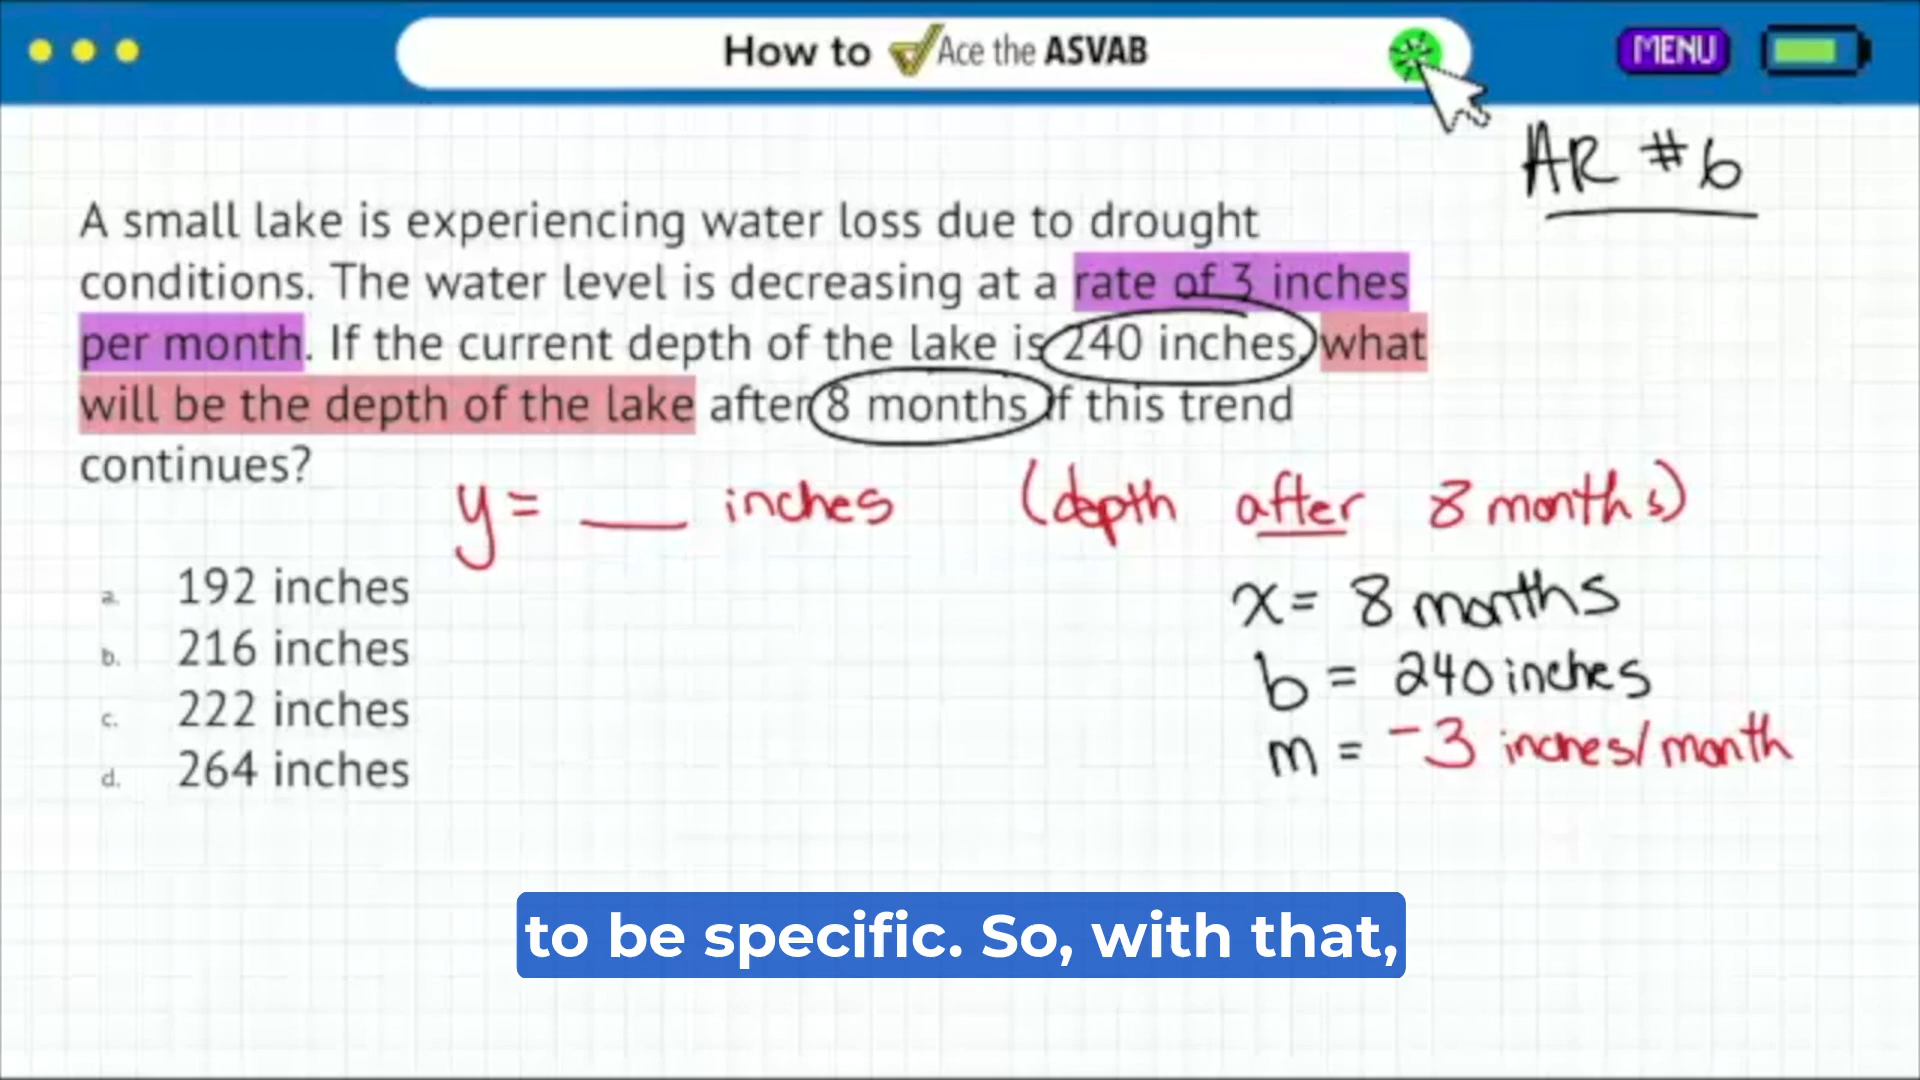 How to Ace the ASVAB
MENU
AR #6
A small lake is experiencing water loss due to drought
conditions. The water level is decreasing at a rate of 3 inches
per month. If the current depth of the lake is 240 inches, what
will be the depth of the lake after 8 months if this trend
continues?
y = ___ inches (depth after 8 months)
a. 192 inches
b. 216 inches
c. 222 inches
d. 264 inches
x = 8 months
b = 240 inches
m = -3 inches/month
to be specific. So, with that,